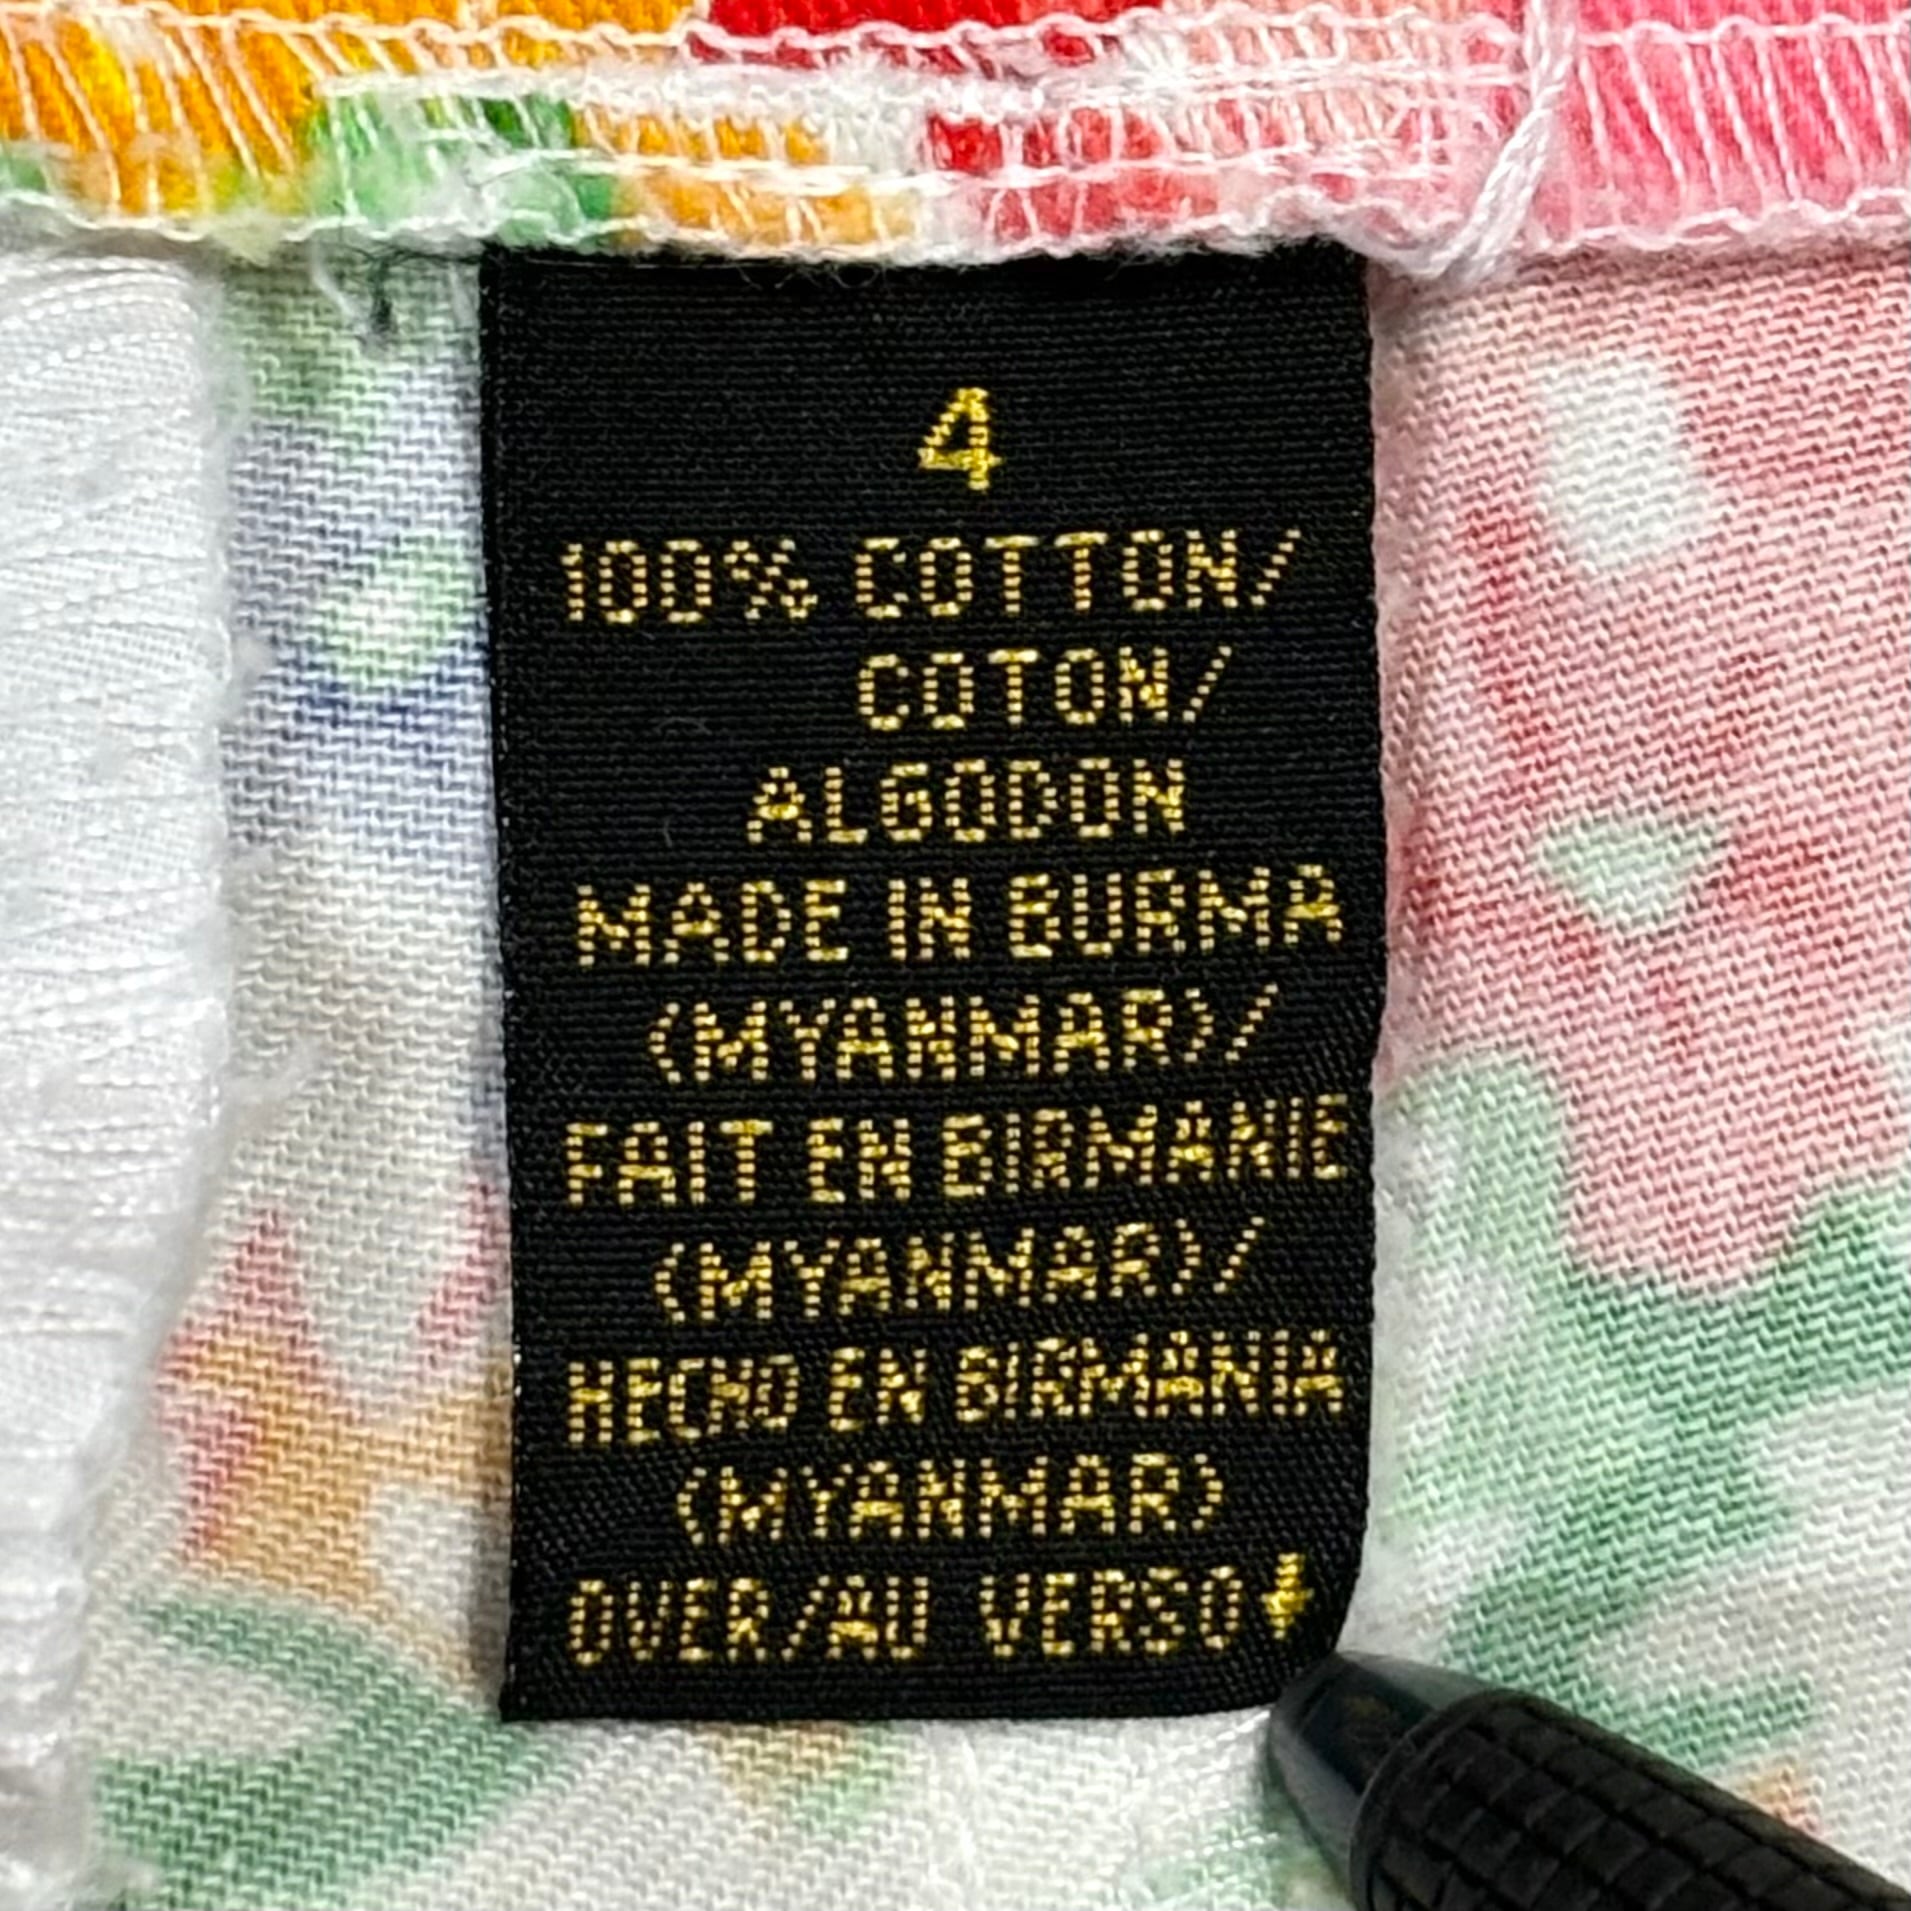 4
100% COTTON/
COTON/
ALGODON
MADE IN BURMA
(MYANMAR)/
FAIT EN BIRMANIE
(MYANMAR)/
HECHO EN BIRMANIA
(MYANMAR)
OVER/AU VERSO